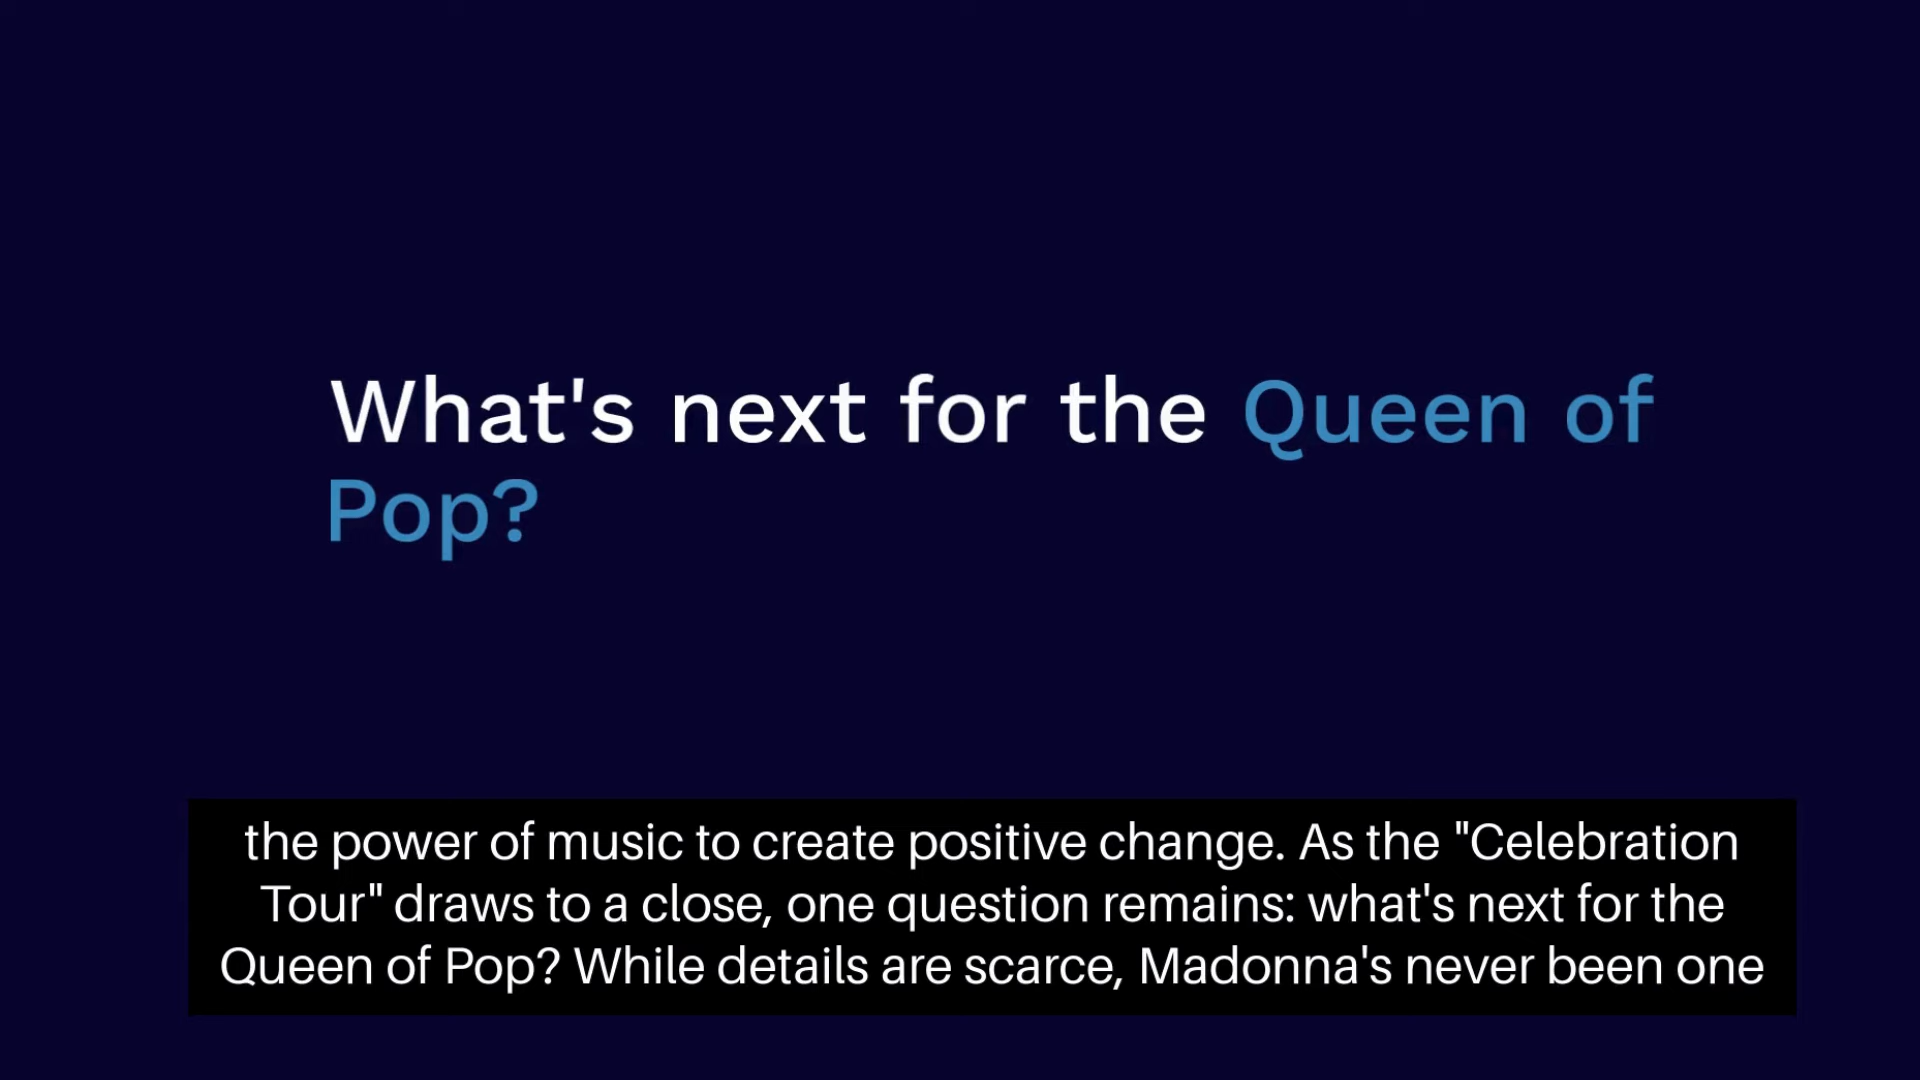 What's next for the Queen of
Pop?
the power of music to create positive change. As the "Celebration
Tour" draws to a close, one question remains: what's next for the
Queen of Pop? While details are scarce, Madonna's never been one